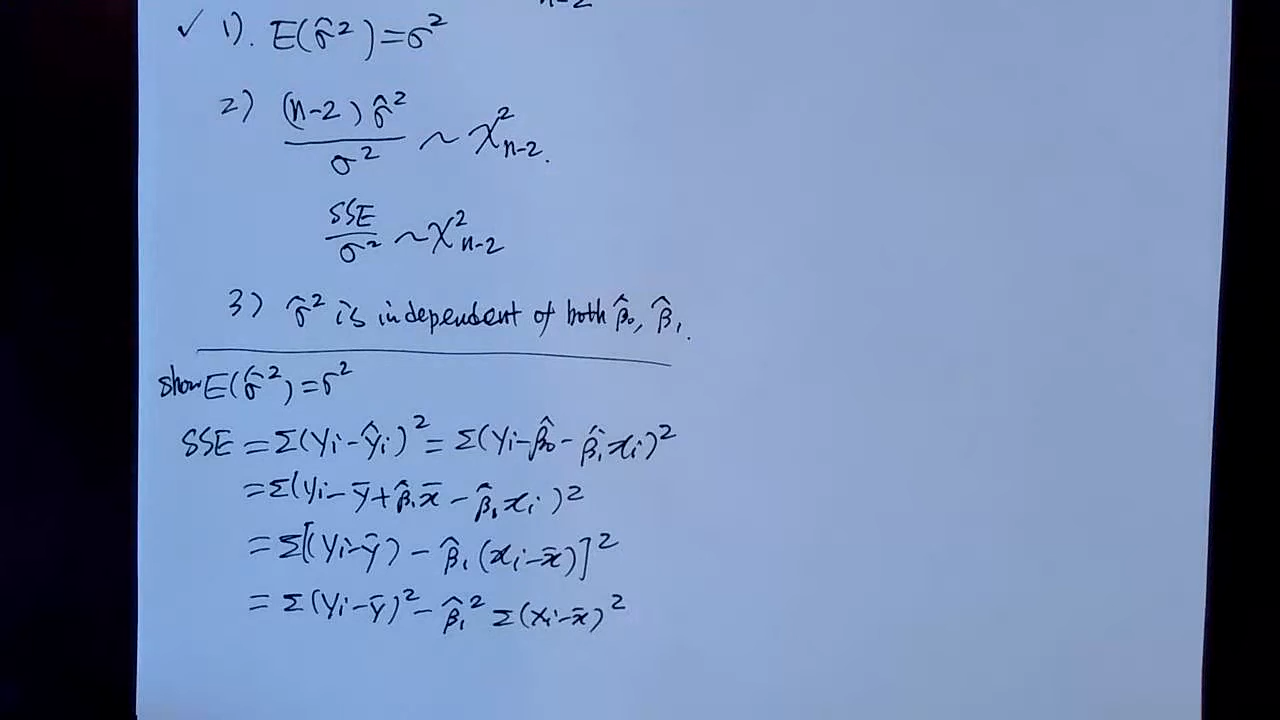 n-2
✓ 1). E(σ̂²) = σ²
2) (n-2)σ̂² / σ² ~ χ²ₙ₋₂.
SSE / σ² ~ χ²ₙ₋₂
3) σ̂² is independent of both β̂₀, β̂₁.
show E(σ̂²) = σ²
SSE = Σ(yᵢ - ŷᵢ)² = Σ(yᵢ - β̂₀ - β̂₁xᵢ)²
= Σ(yᵢ - ȳ + β̂₁x̄ - β̂₁xᵢ)²
= Σ[(yᵢ - ȳ) - β̂₁(xᵢ - x̄)]²
= Σ(yᵢ - ȳ)² - β̂₁² Σ(xᵢ - x̄)²